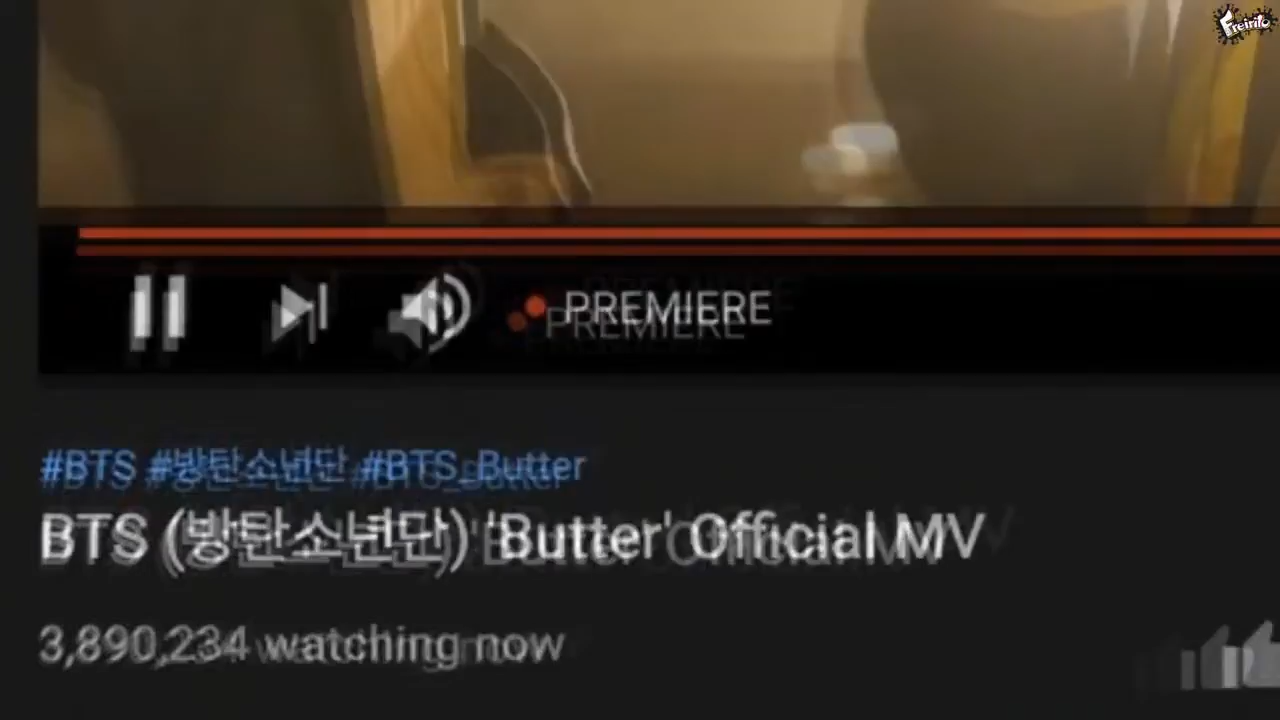 Freirito
PREMIERE
#BTS #방탄소년단 #BTS_Butter
BTS (방탄소년단) 'Butter' Official MV
3,890,234 watching now